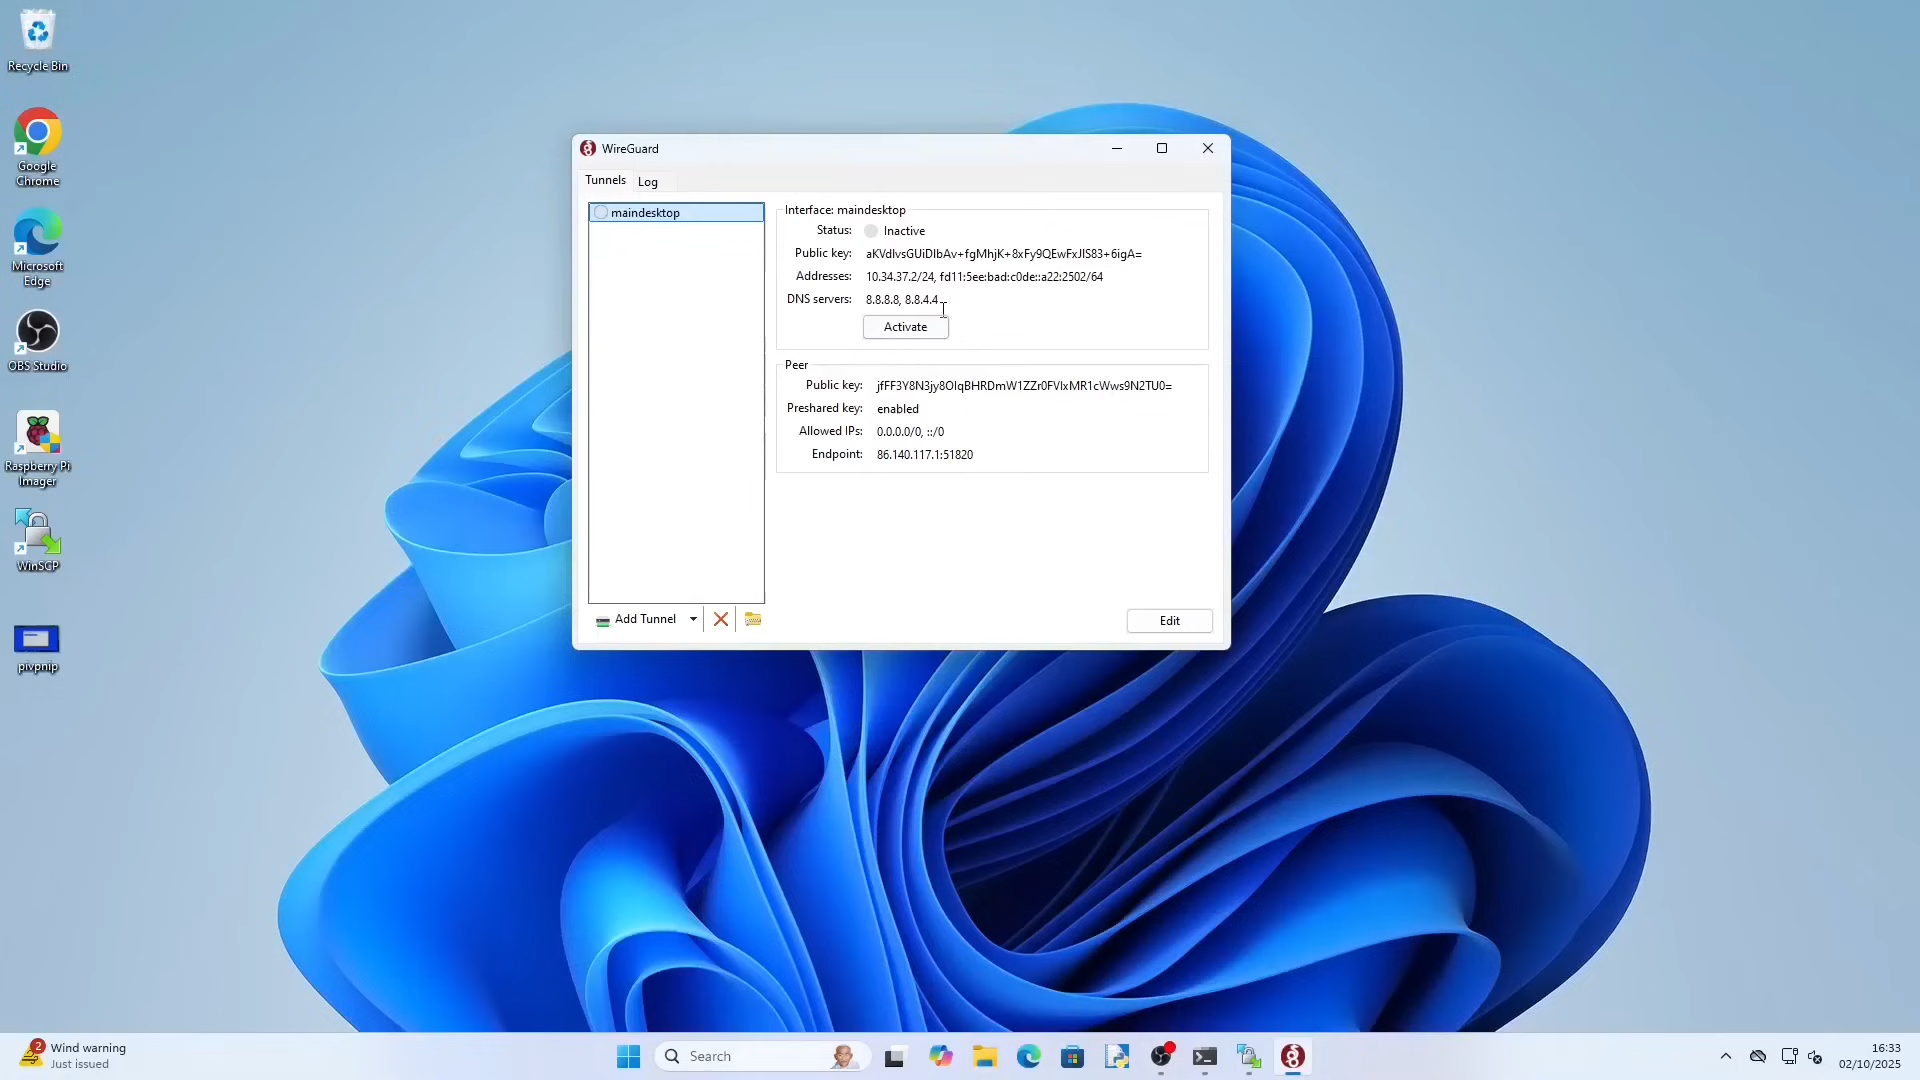 Recycle Bin
Google
Chrome
Microsoft
Edge
OBS Studio
Raspberry Pi
Imager
WinSCP
pivpnip
WireGuard
Tunnels
Log
maindesktop
Interface: maindesktop
Status: Inactive
Public key: aKVdlvsGUiDIbAv+fgMhjK+8xFy9QEwFxJlS83+6igA=
Addresses: 10.34.37.2/24, fd11:5ee:bad:c0de::a22:2502/64
DNS servers: 8.8.8.8, 8.8.4.4
Activate
Peer
Public key: jfFF3Y8N3jy8OlqBHRDmW1ZZr0FVlxMR1cWws9N2TU0=
Preshared key: enabled
Allowed IPs: 0.0.0.0/0, ::/0
Endpoint: 86.140.117.1:51820
Add Tunnel
Edit
2
Wind warning
Just issued
Search
16:33
02/10/2025